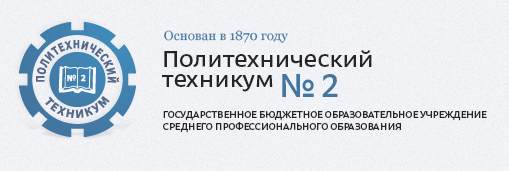 ПОЛИТЕХНИЧЕСКИЙ
№ 2
ТЕХНИКУМ
Основан в 1870 году
Политехнический
техникум № 2
ГОСУДАРСТВЕННОЕ БЮДЖЕТНОЕ ОБРАЗОВАТЕЛЬНОЕ УЧРЕЖДЕНИЕ
СРЕДНЕГО ПРОФЕССИОНАЛЬНОГО ОБРАЗОВАНИЯ